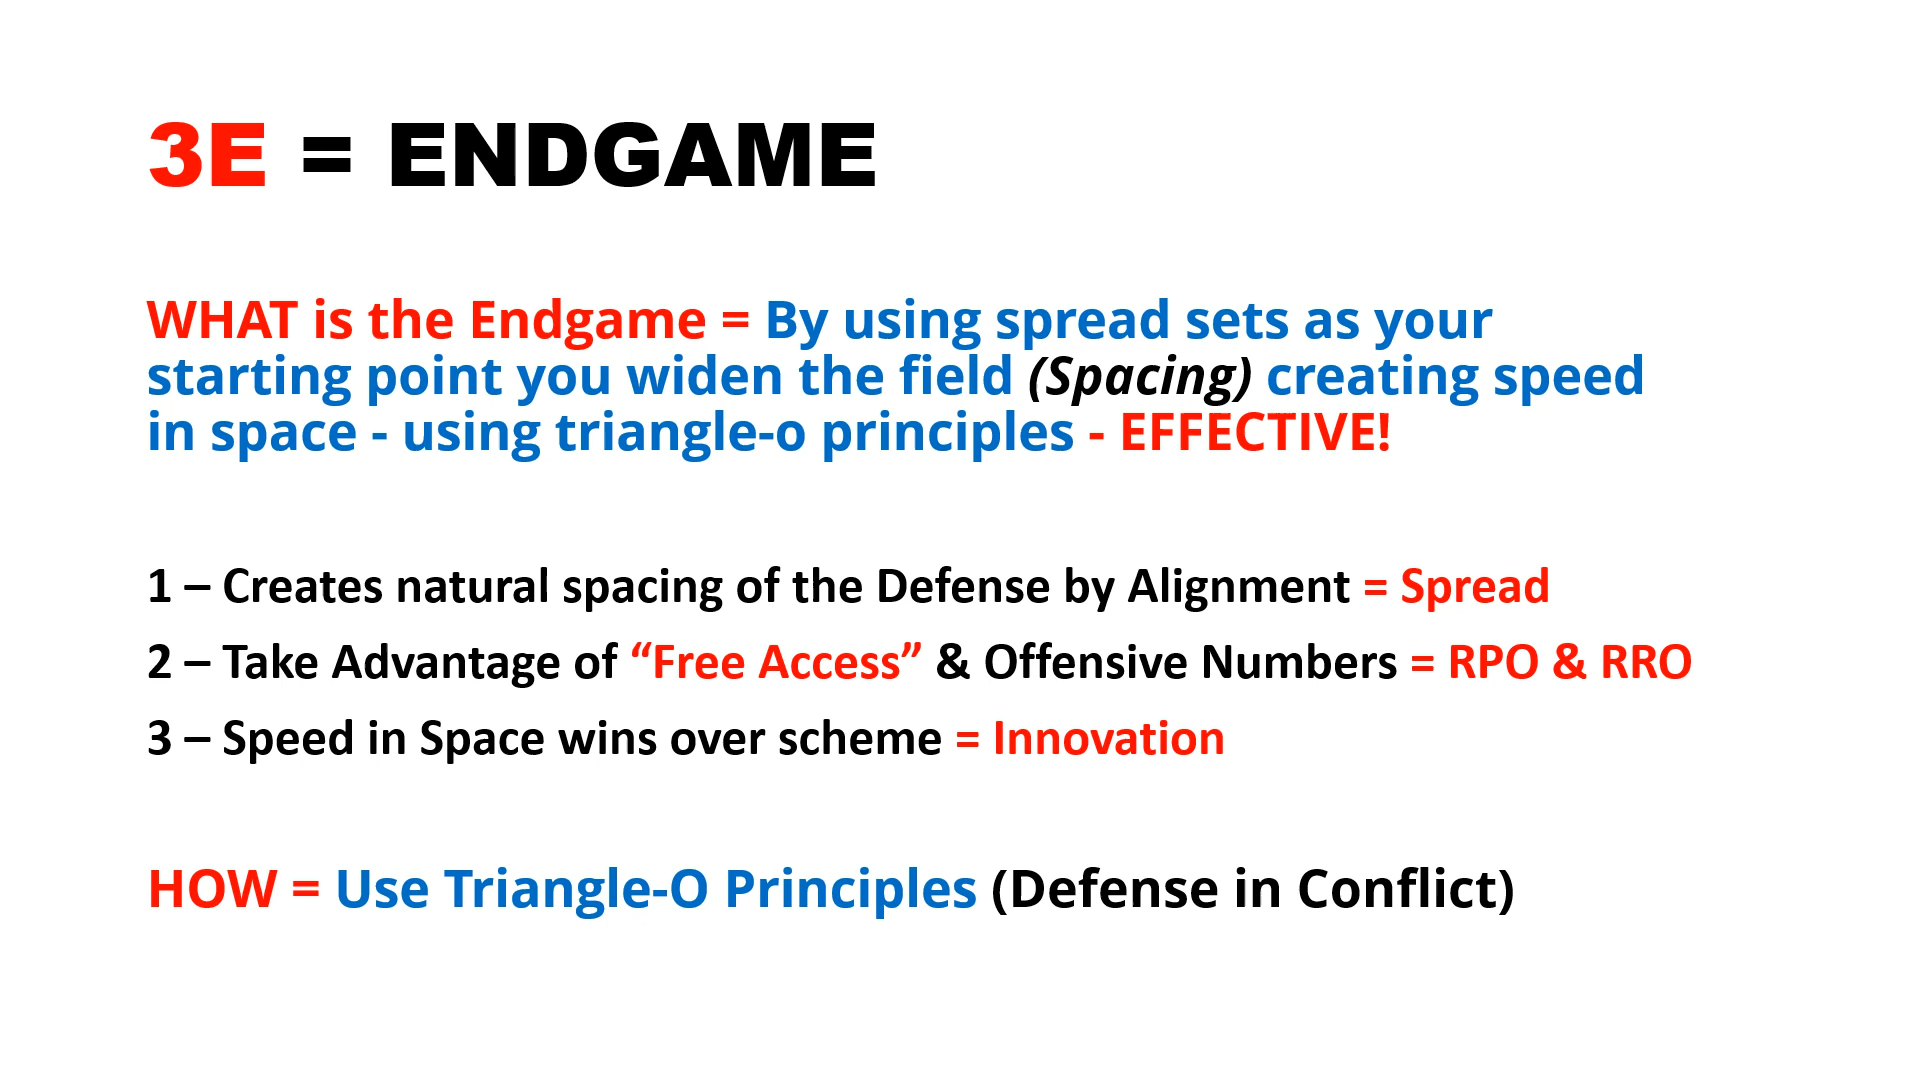 3E = ENDGAME
WHAT is the Endgame = By using spread sets as your
starting point you widen the field (Spacing) creating speed
in space - using triangle-o principles - EFFECTIVE!
1 – Creates natural spacing of the Defense by Alignment = Spread
2 – Take Advantage of “Free Access” & Offensive Numbers = RPO & RRO
3 – Speed in Space wins over scheme = Innovation
HOW = Use Triangle-O Principles (Defense in Conflict)